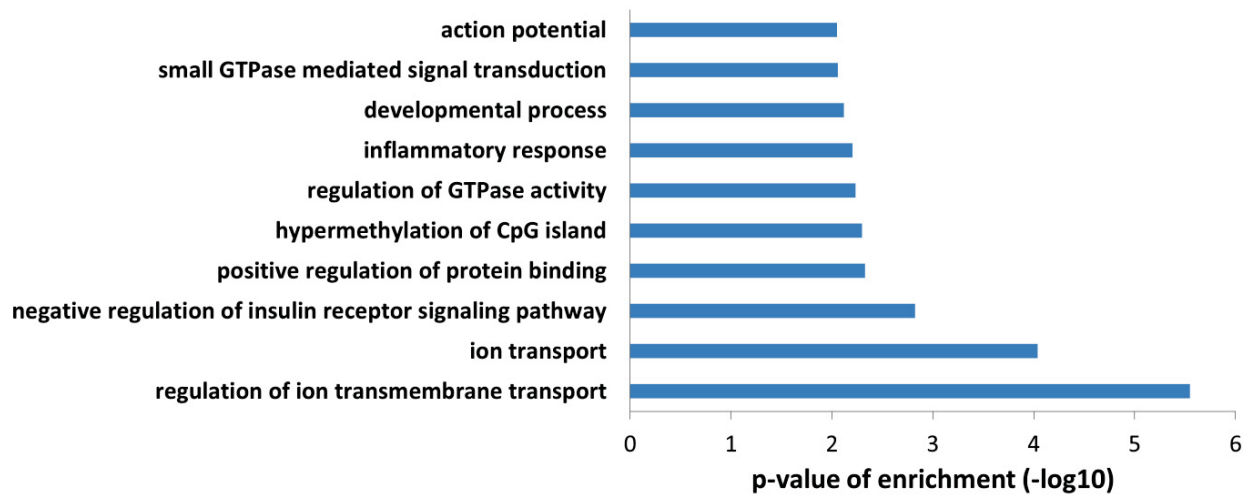 action potential
small GTPase mediated signal transduction
developmental process
inflammatory response
regulation of GTPase activity
hypermethylation of CpG island
positive regulation of protein binding
negative regulation of insulin receptor signaling pathway
ion transport
regulation of ion transmembrane transport
0 1 2 3 4 5 6
p-value of enrichment (-log10)